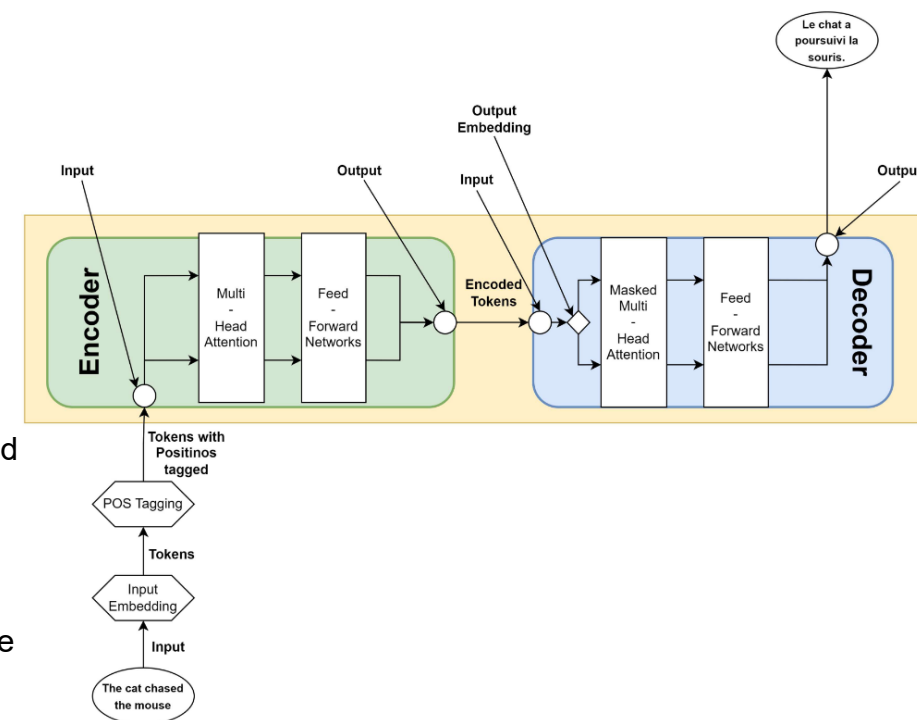 Le chat a
poursuivi la
souris.
Output
Embedding
Input
Output
Input
Outpu
Encoder
Multi
-
Head
Attention
Feed
-
Forward
Networks
Encoded
Tokens
Masked
Multi
-
Head
Attention
Feed
-
Forward
Networks
Decoder
Tokens with
Positinos
tagged
d
POS Tagging
Tokens
Input
Embedding
e
Input
The cat chased
the mouse